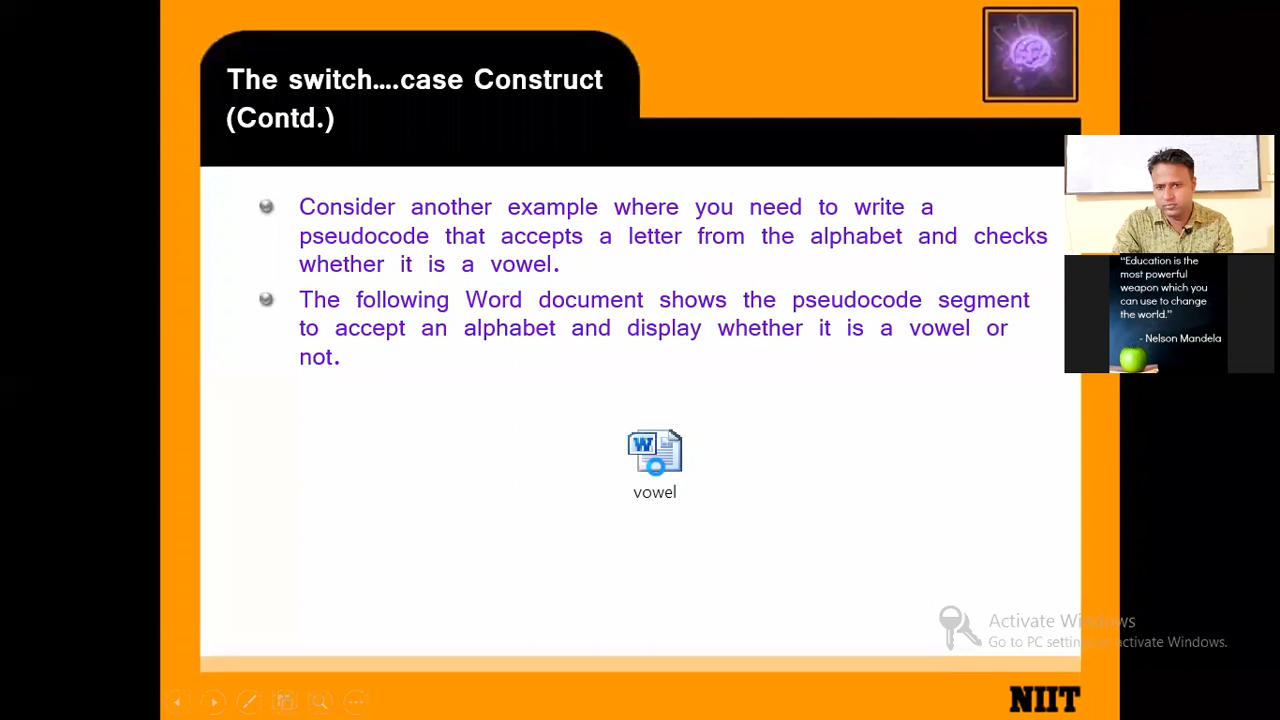 The switch....case Construct
(Contd.)
Consider another example where you need to write a
pseudocode that accepts a letter from the alphabet and checks
whether it is a vowel.
The following Word document shows the pseudocode segment
to accept an alphabet and display whether it is a vowel or
not.
W
vowel
"Education is the
most powerful
weapon which you
can use to change
the world."
- Nelson Mandela
Activate Windows
Go to PC settings to activate Windows.
NIIT